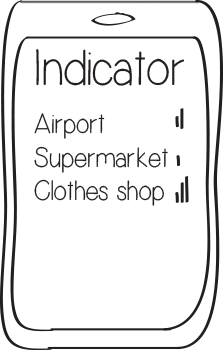 Indicator
Airport
Supermarket
Clothes shop